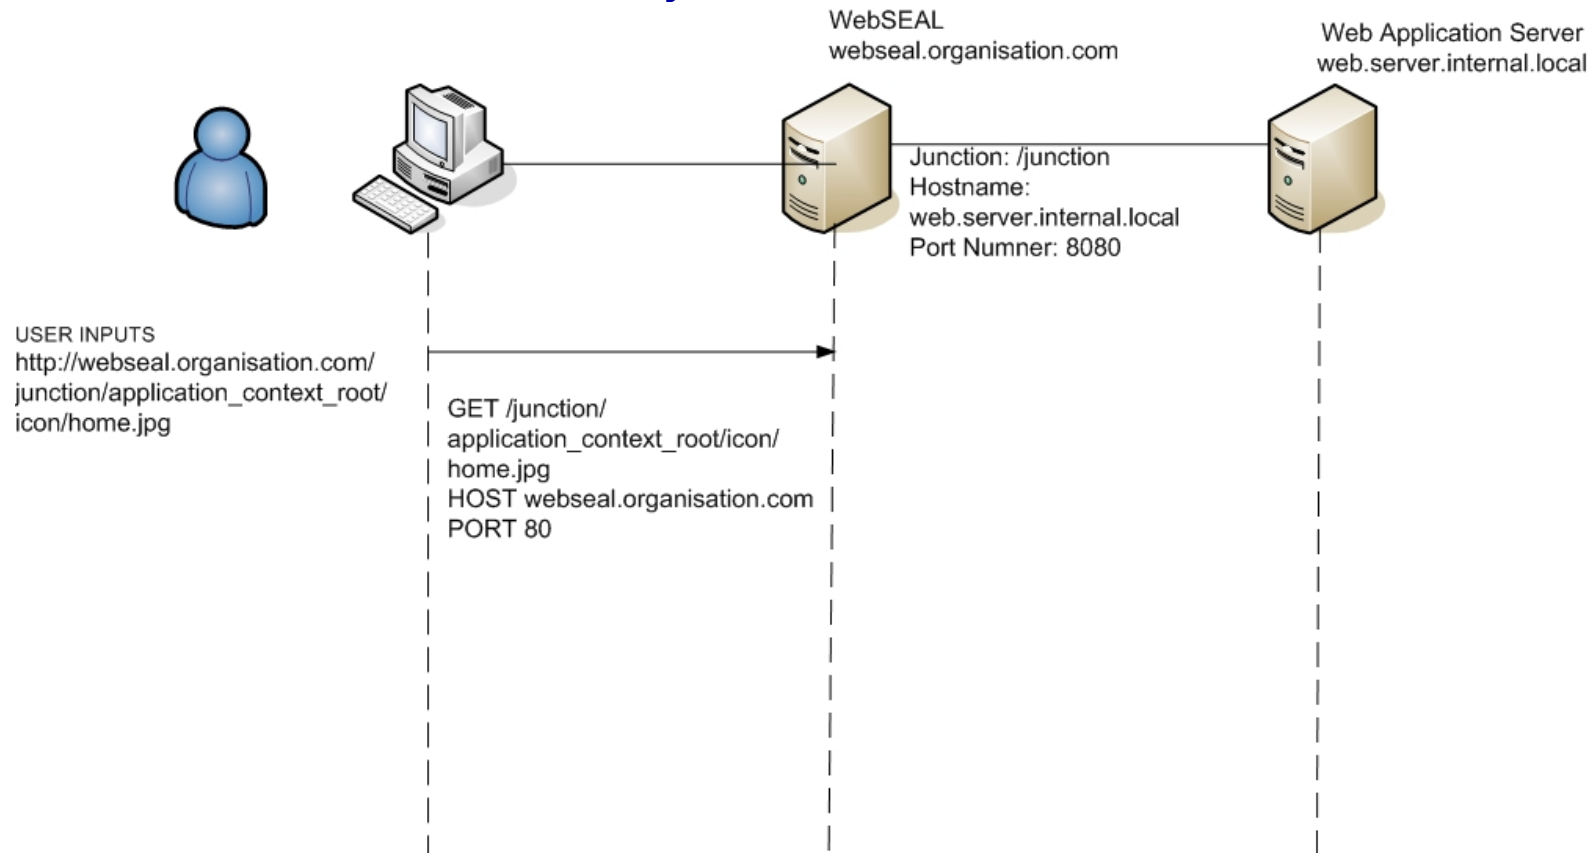 WebSEAL
webseal.organisation.com
Web Application Server
web.server.internal.local
Junction: /junction
Hostname:
web.server.internal.local
Port Numner: 8080
USER INPUTS
http://webseal.organisation.com/
junction/application_context_root/
icon/home.jpg
GET /junction/
application_context_root/icon/
home.jpg
HOST webseal.organisation.com
PORT 80